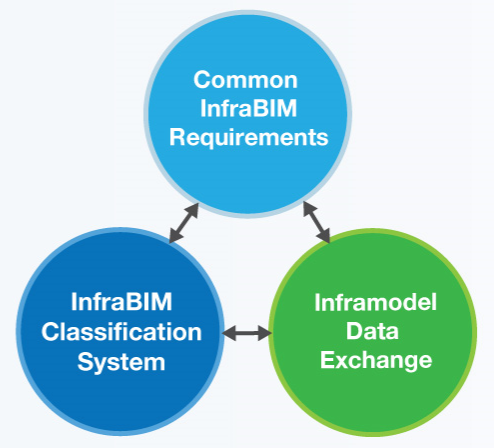 Common
InfraBIM
Requirements
InfraBIM
Classification
System
Inframodel
Data
Exchange